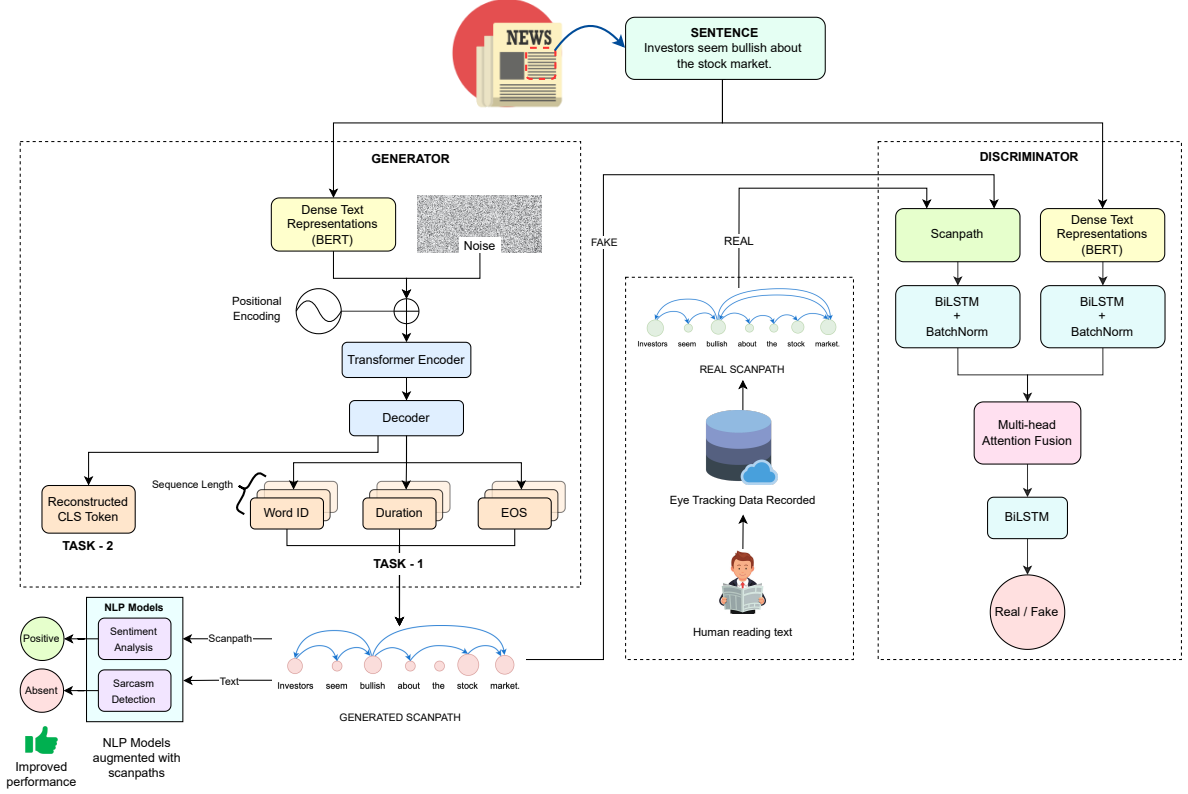 NEWS
SENTENCE
Investors seem bullish about
the stock market.
GENERATOR
Dense Text
Representations
(BERT)
Noise
Positional
Encoding
Transformer Encoder
Decoder
Sequence Length
Reconstructed
CLS Token
TASK - 2
Word ID
Duration
EOS
TASK - 1
NLP Models
Positive
Sentiment
Analysis
Scanpath
Absent
Sarcasm
Detection
Text
Investors seem bullish about the stock market.
GENERATED SCANPATH
Improved
performance
NLP Models
augmented with
scanpaths
FAKE
REAL
Investors seem bullish about the stock market.
REAL SCANPATH
Eye Tracking Data Recorded
Human reading text
DISCRIMINATOR
Scanpath
Dense Text
Representations
(BERT)
BiLSTM
+
BatchNorm
BiLSTM
+
BatchNorm
Multi-head
Attention Fusion
BiLSTM
Real / Fake